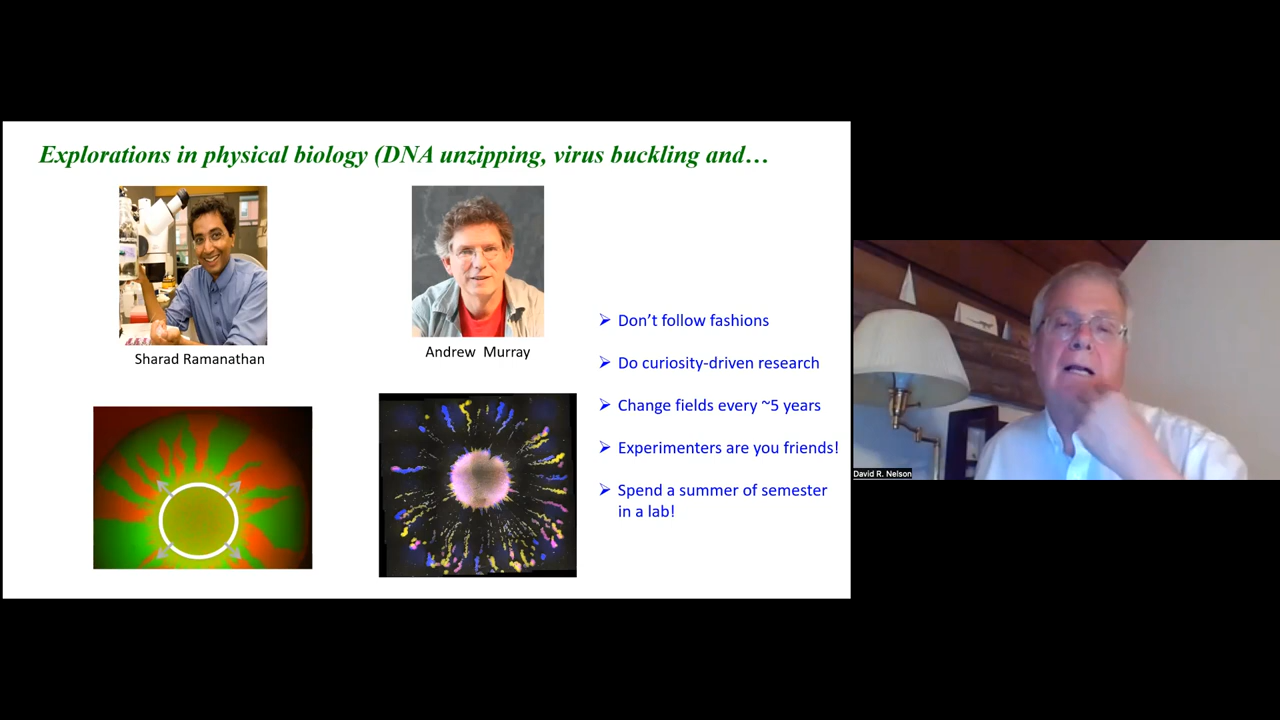 Explorations in physical biology (DNA unzipping, virus buckling and…
Sharad Ramanathan
Andrew Murray
➢ Don't follow fashions
➢ Do curiosity-driven research
➢ Change fields every ~5 years
➢ Experimenters are you friends!
➢ Spend a summer of semester
in a lab!
David R. Nelson